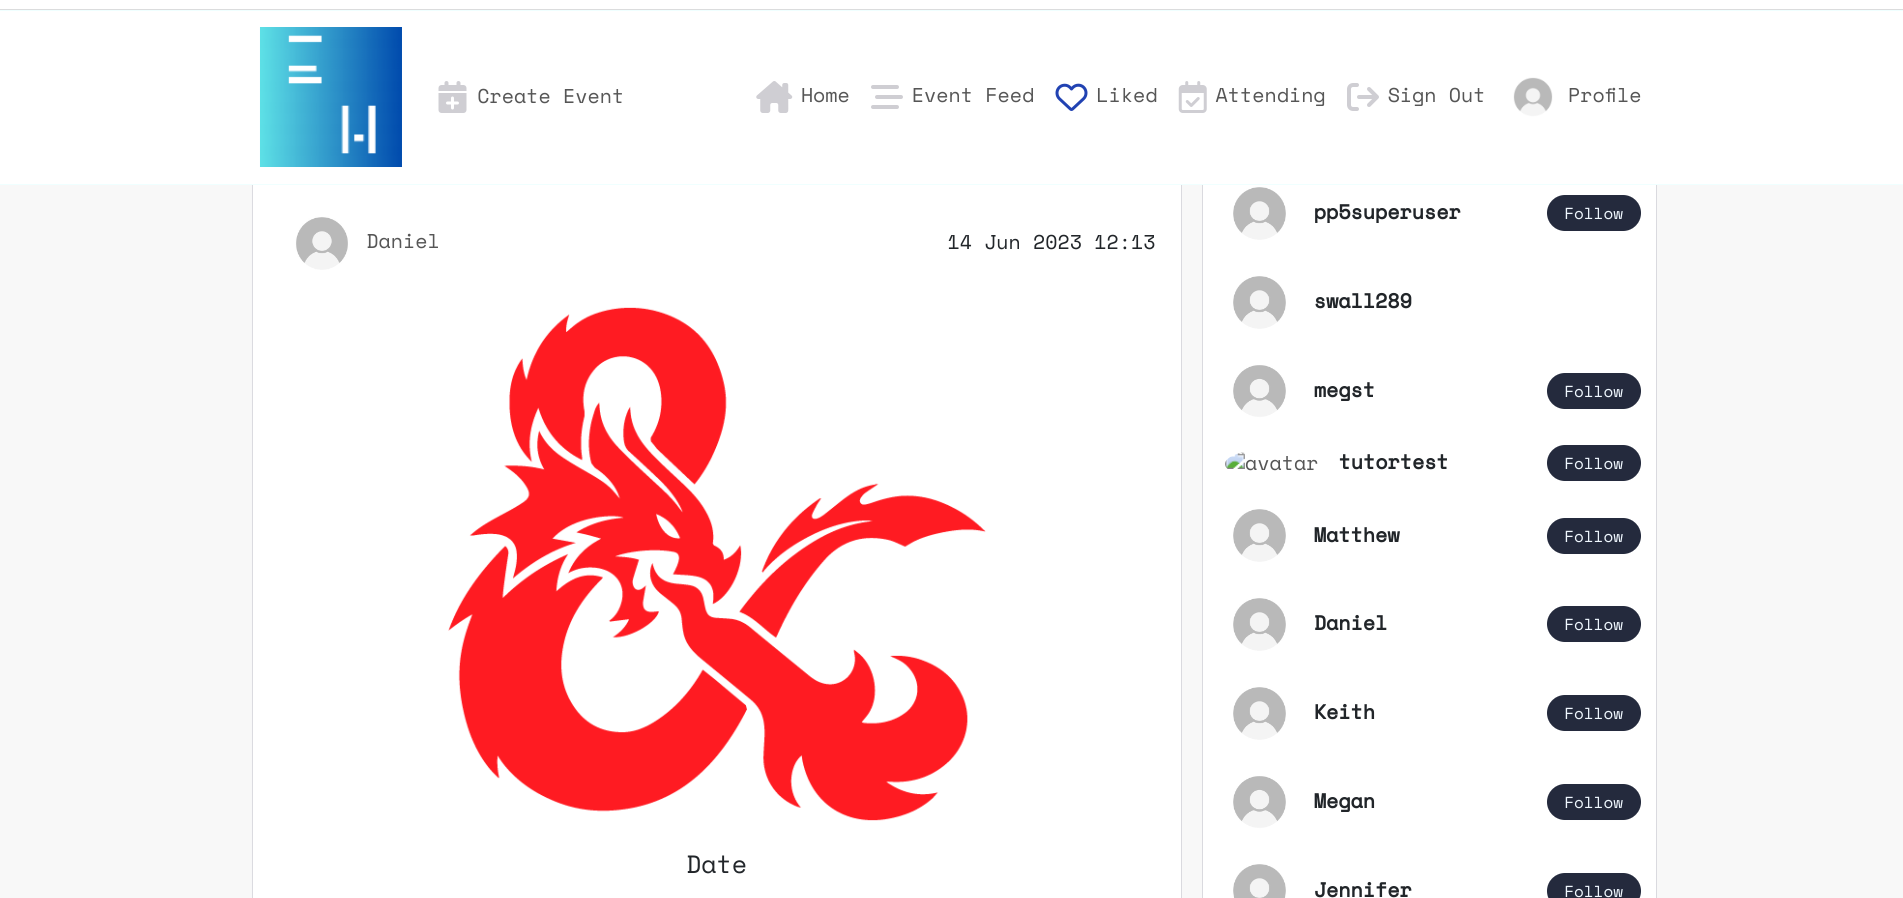 Create Event
Home
Event Feed
Liked
Attending
Sign Out
Profile
Daniel
14 Jun 2023 12:13
Date
pp5superuser
Follow
swall289
megst
Follow
avatar
tutortest
Follow
Matthew
Follow
Daniel
Follow
Keith
Follow
Megan
Follow
Jennifer
Follow